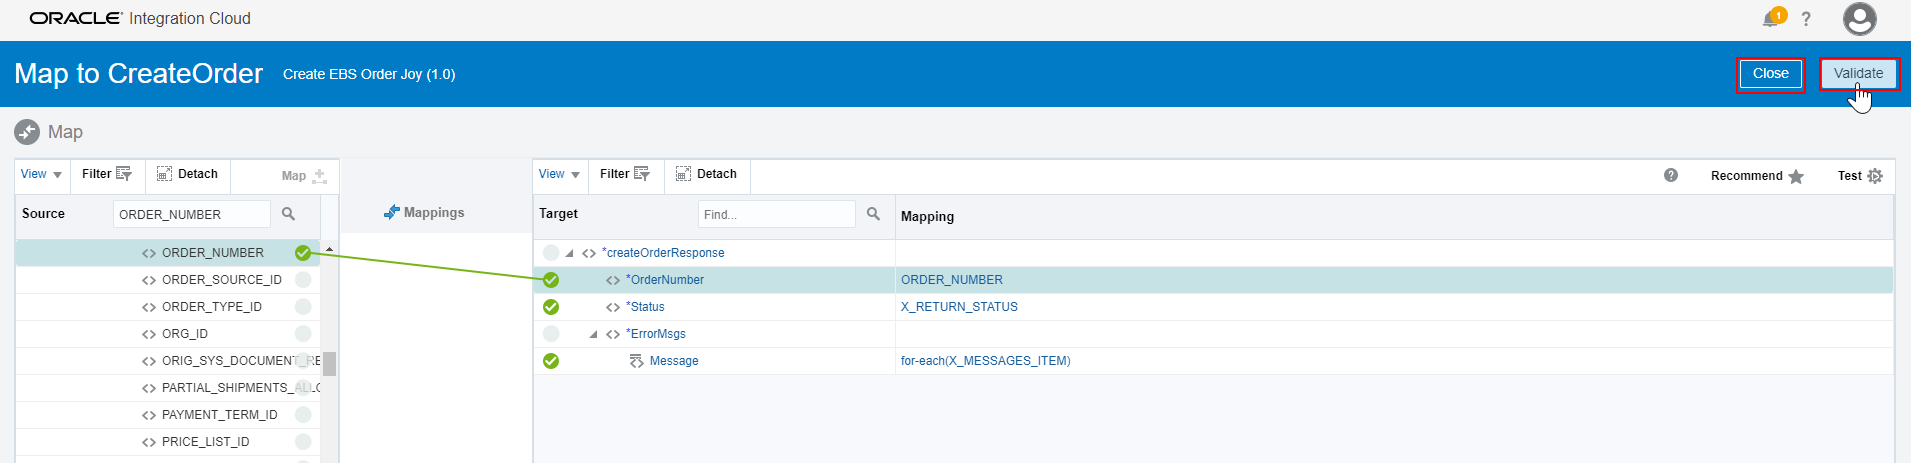 ORACLE® Integration Cloud
1
?
Map to CreateOrder Create EBS Order Joy (1.0)
Close
Validate
Map
View Filter Detach Map
View Filter Detach
? Recommend Test
Source ORDER_NUMBER
Mappings
Target Find... Mapping
ORDER_NUMBER
ORDER_SOURCE_ID
ORDER_TYPE_ID
ORG_ID
ORIG_SYS_DOCUMENT_RE
PARTIAL_SHIPMENTS_ALLO
PAYMENT_TERM_ID
PRICE_LIST_ID
*createOrderResponse
*OrderNumber ORDER_NUMBER
*Status X_RETURN_STATUS
*ErrorMsgs
Message for-each(X_MESSAGES_ITEM)